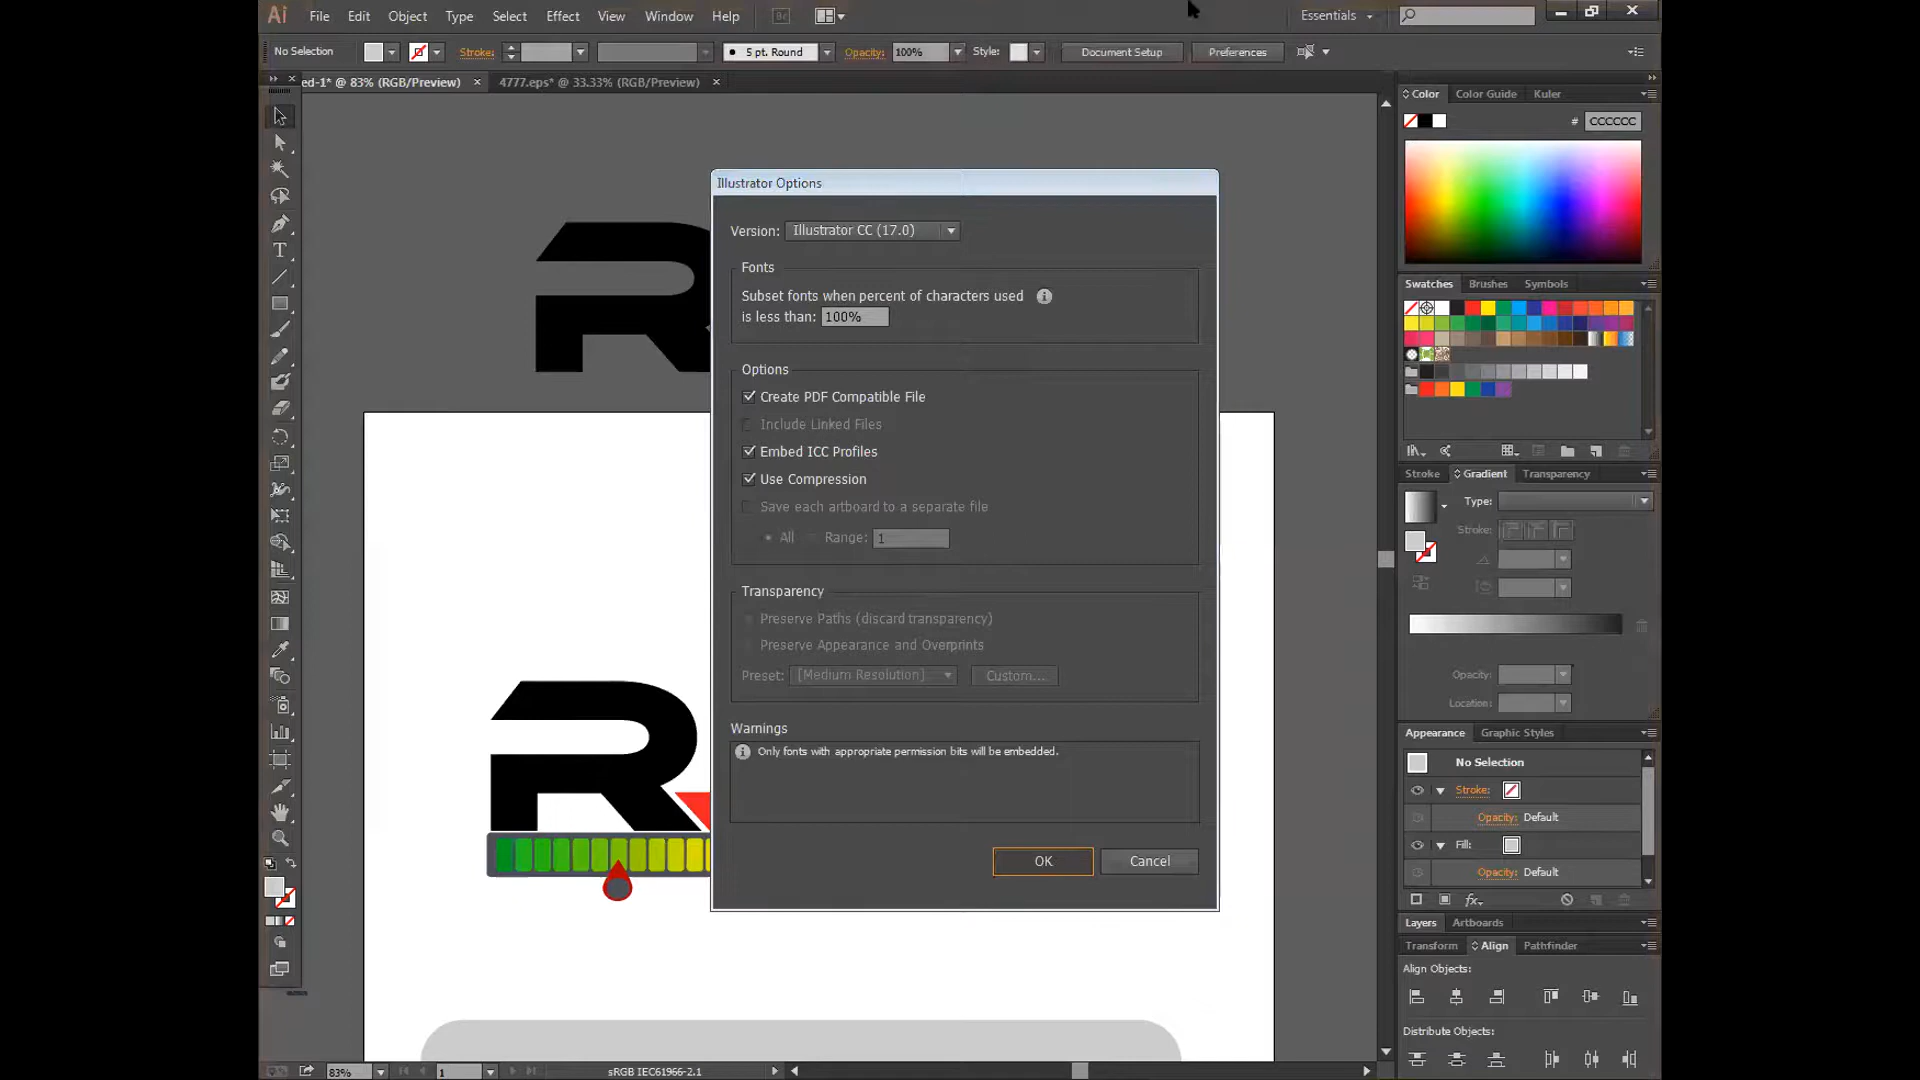 Ai File Edit Object Type Select Effect View Window Help Br Essentials
No Selection Stroke: 5 pt. Round Opacity: 100% Style: Document Setup Preferences
ed-1* @ 83% (RGB/Preview) × 4777.eps* @ 33.33% (RGB/Preview) ×
Color Color Guide Kuler
# CCCCCC
Illustrator Options
Version: Illustrator CC (17.0)
Fonts
Subset fonts when percent of characters used
is less than: 100%
Options
Create PDF Compatible File
Include Linked Files
Embed ICC Profiles
Use Compression
Save each artboard to a separate file
All Range: 1
Transparency
Preserve Paths (discard transparency)
Preserve Appearance and Overprints
Preset: [Medium Resolution] Custom...
Warnings
Only fonts with appropriate permission bits will be embedded.
OK Cancel
R
R
Swatches Brushes Symbols
Stroke Gradient Transparency
Type:
Stroke:
Opacity:
Location:
Appearance Graphic Styles
No Selection
Stroke:
Opacity: Default
Fill:
Opacity: Default
fx
Layers Artboards
Transform Align Pathfinder
Align Objects:
Distribute Objects:
83% 1 sRGB IEC61966-2.1